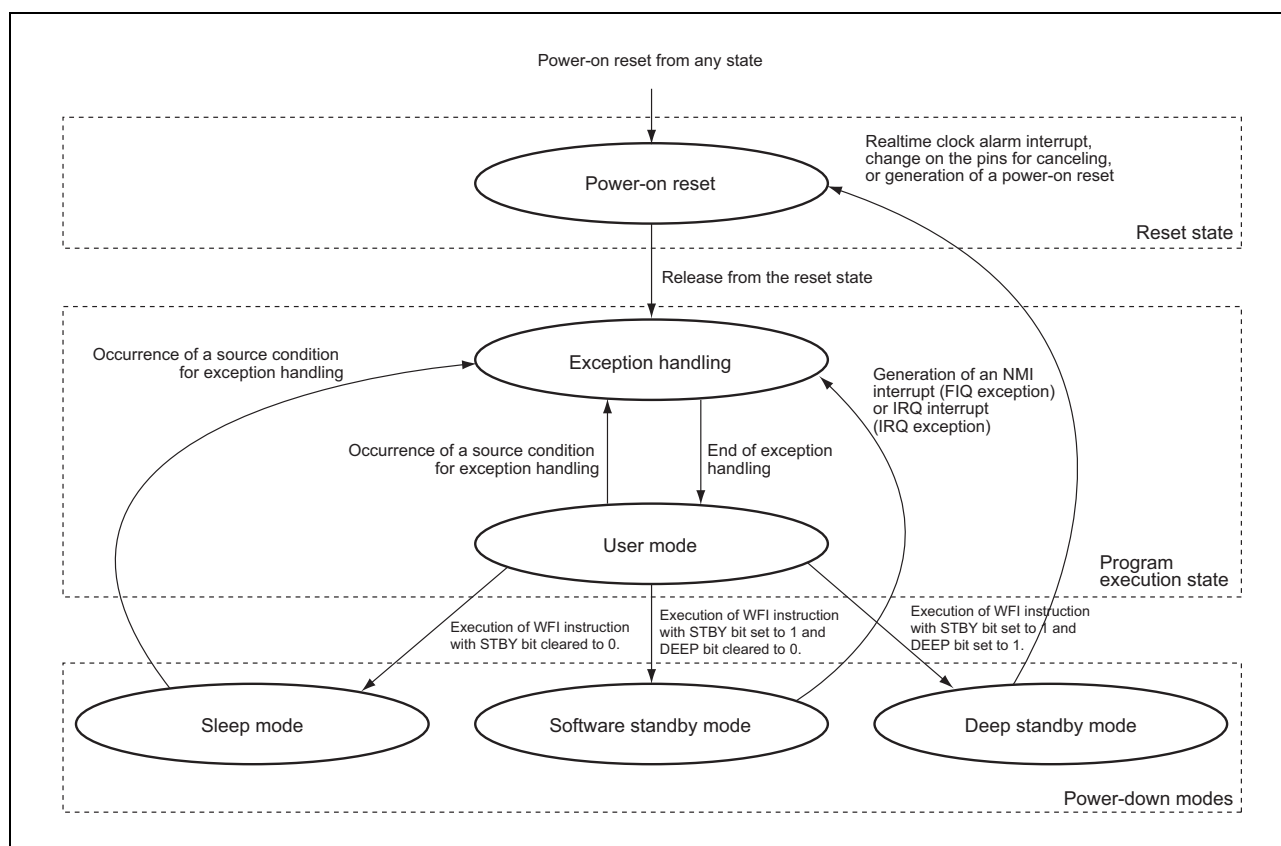 Power-on reset from any state
Realtime clock alarm interrupt,
change on the pins for canceling,
or generation of a power-on reset
Power-on reset
Reset state
Release from the reset state
Occurrence of a source condition
for exception handling
Exception handling
Generation of an NMI
interrupt (FIQ exception)
or IRQ interrupt
(IRQ exception)
Occurrence of a source condition
for exception handling
End of exception
handling
User mode
Program
execution state
Execution of WFI instruction
with STBY bit cleared to 0.
Execution of WFI instruction
with STBY bit set to 1 and
DEEP bit cleared to 0.
Execution of WFI instruction
with STBY bit set to 1 and
DEEP bit set to 1.
Sleep mode
Software standby mode
Deep standby mode
Power-down modes